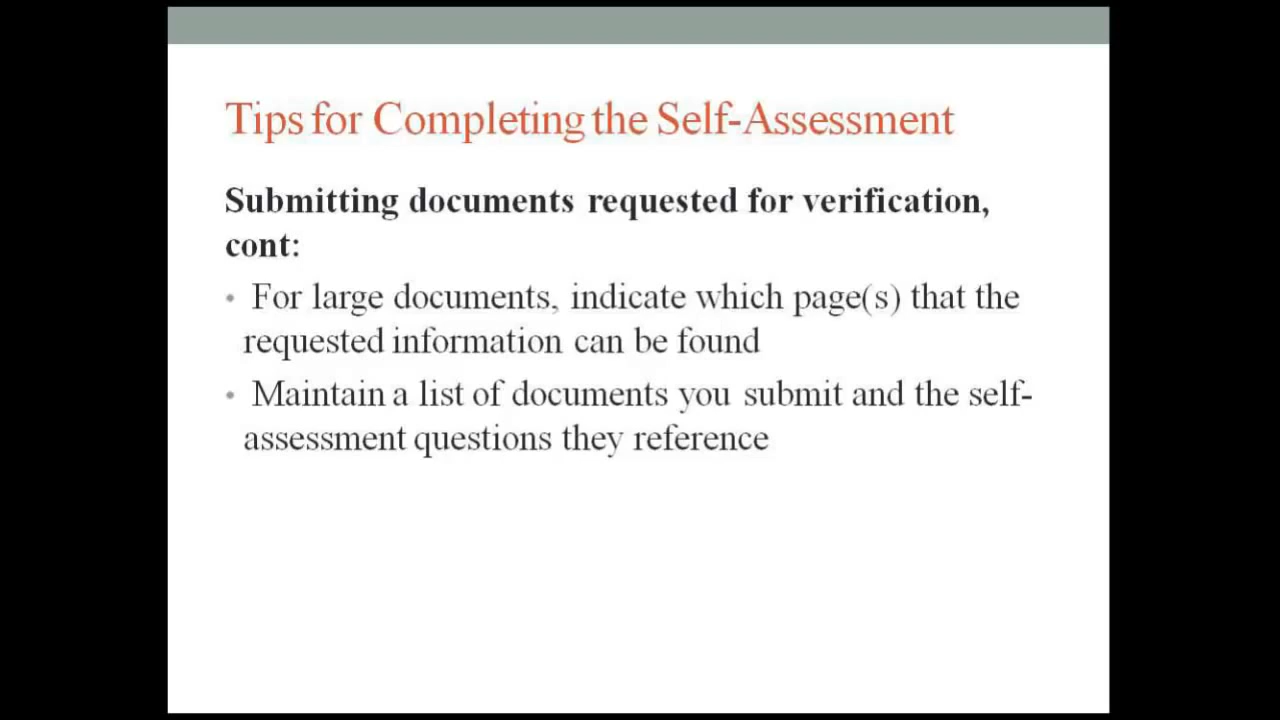 Tips for Completing the Self-Assessment
Submitting documents requested for verification,
cont:
• For large documents, indicate which page(s) that the
requested information can be found
• Maintain a list of documents you submit and the self-
assessment questions they reference